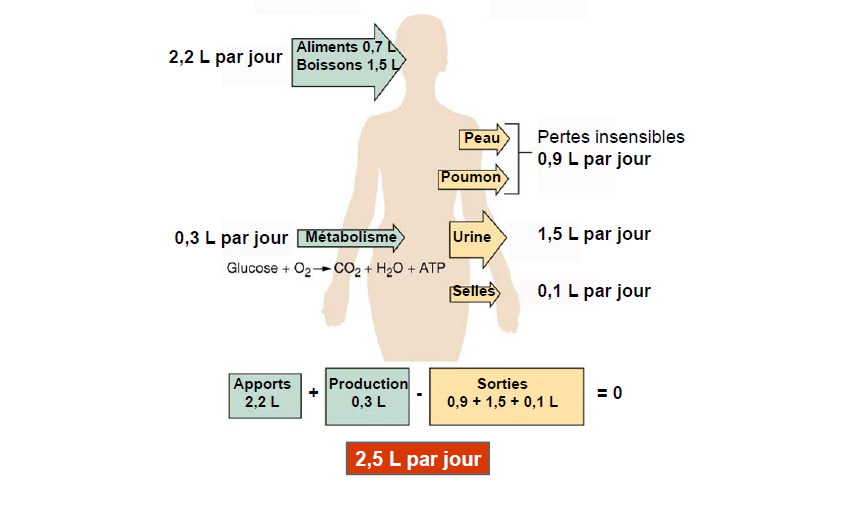 2,2 L par jour
Aliments 0,7 L
Boissons 1,5 L
Peau
Poumon
Pertes insensibles
0,9 L par jour
0,3 L par jour
Métabolisme
Glucose + O₂→CO₂ + H₂O + ATP
Urine
1,5 L par jour
Selles
0,1 L par jour
Apports
2,2 L
+
Production
0,3 L
-
Sorties
0,9 + 1,5 + 0,1 L
= 0
2,5 L par jour